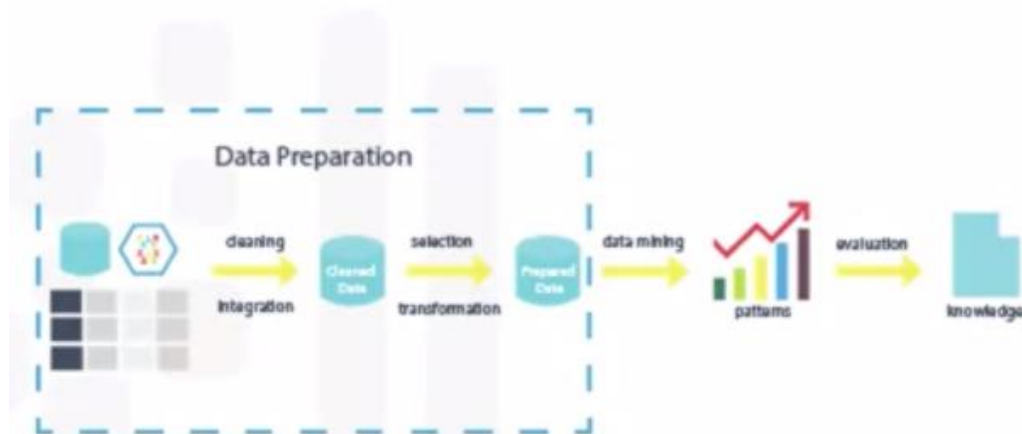 Data Preparation
cleaning
integration
Cleaned
Data
selection
transformation
Prepared
Data
data mining
patterns
evaluation
knowledge